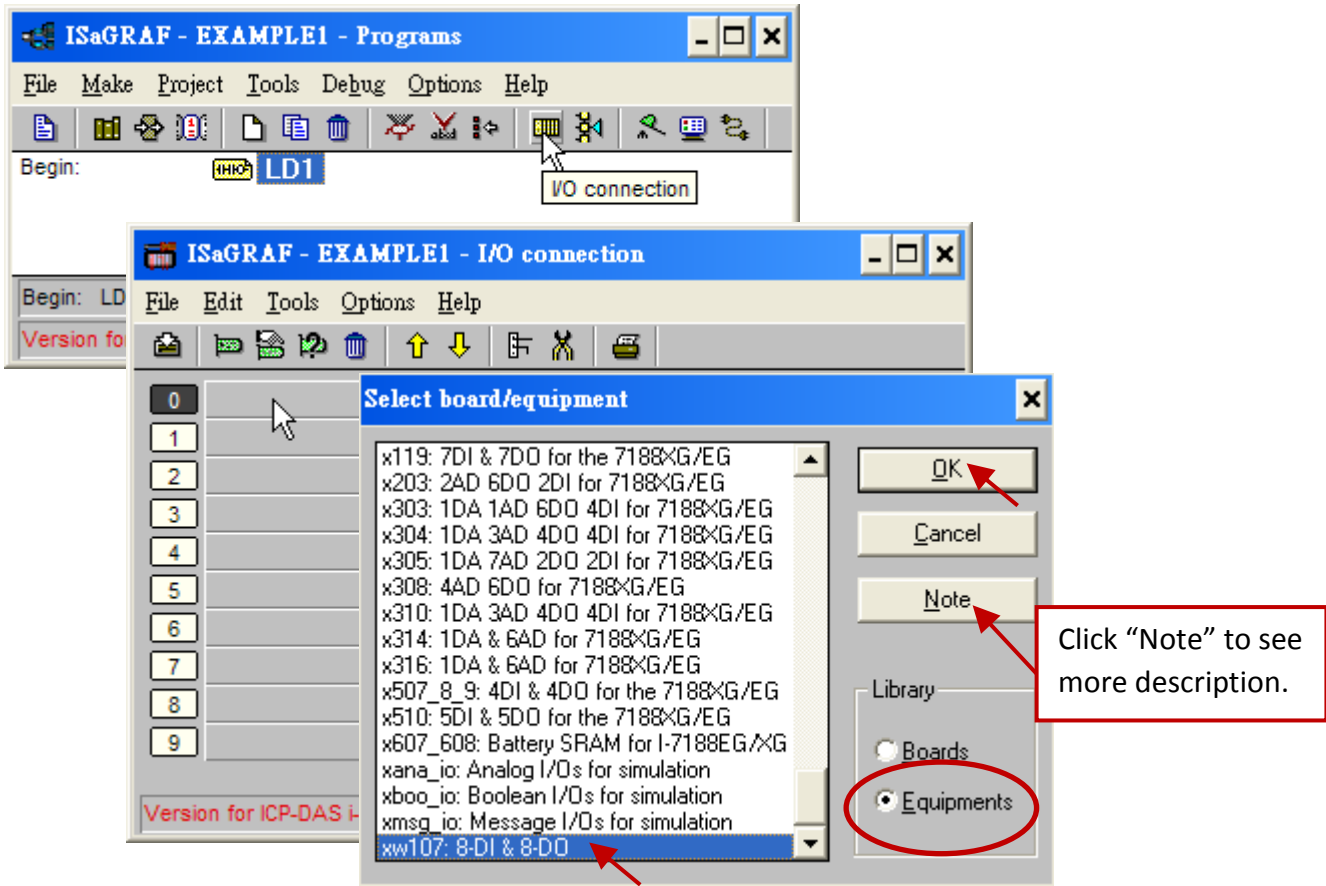 ISaGRAF - EXAMPLE1 - Programs
File Make Project Tools Debug Options Help
Begin: LD1
I/O connection
Begin: LD
Version fo
ISaGRAF - EXAMPLE1 - I/O connection
File Edit Tools Options Help
0
1
2
3
4
5
6
7
8
9
Version for ICP-DAS i-
Select board/equipment
x119: 7DI & 7DO for the 7188XG/EG
x203: 2AD 6DO 2DI for 7188XG/EG
x303: 1DA 1AD 6DO 4DI for 7188XG/EG
x304: 1DA 3AD 4DO 4DI for 7188XG/EG
x305: 1DA 7AD 2DO 2DI for 7188XG/EG
x308: 4AD 6DO for 7188XG/EG
x310: 1DA 3AD 4DO 4DI for 7188XG/EG
x314: 1DA & 6AD for 7188XG/EG
x316: 1DA & 6AD for 7188XG/EG
x507_8_9: 4DI & 4DO for the 7188XG/EG
x510: 5DI & 5DO for the 7188XG/EG
x607_608: Battery SRAM for I-7188EG/XG
xana_io: Analog I/Os for simulation
xboo_io: Boolean I/Os for simulation
xmsg_io: Message I/Os for simulation
xw107: 8-DI & 8-DO
OK
Cancel
Note
Library
Boards
Equipments
Click “Note” to see
more description.